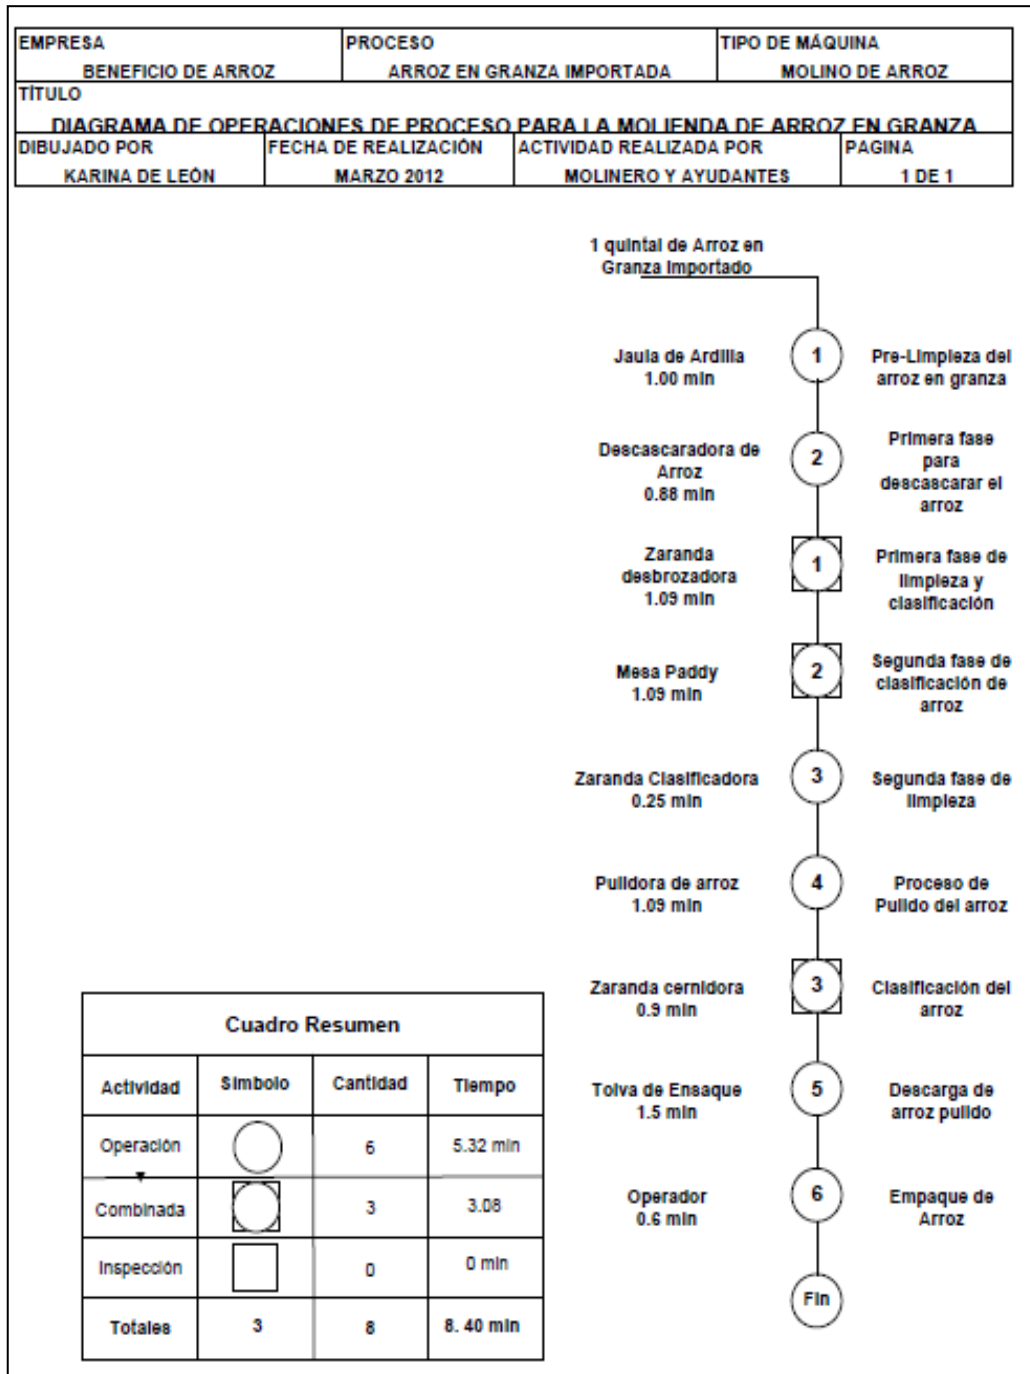 EMPRESA
BENEFICIO DE ARROZ
PROCESO
ARROZ EN GRANZA IMPORTADA
TIPO DE MÁQUINA
MOLINO DE ARROZ
TÍTULO
DIAGRAMA DE OPERACIONES DE PROCESO PARA LA MOLIENDA DE ARROZ EN GRANZA
DIBUJADO POR
KARINA DE LEÓN
FECHA DE REALIZACIÓN
MARZO 2012
ACTIVIDAD REALIZADA POR
MOLINERO Y AYUDANTES
PAGINA
1 DE 1
1 quintal de Arroz en
Granza Importado
Jaula de Ardilla
1.00 min
1
Pre-Limpieza del
arroz en granza
Descascaradora de
Arroz
0.88 min
2
Primera fase
para
descascarar el
arroz
Zaranda
desbrozadora
1.09 min
1
Primera fase de
limpieza y
clasificación
Mesa Paddy
1.09 min
2
Segunda fase de
clasificación de
arroz
Zaranda Clasificadora
0.25 min
3
Segunda fase de
limpieza
Pulidora de arroz
1.09 min
4
Proceso de
Pulido del arroz
Zaranda cernidora
0.9 min
3
Clasificación del
arroz
Tolva de Ensaque
1.5 min
5
Descarga de
arroz pulido
Operador
0.6 min
6
Empaque de
Arroz
Fin
Cuadro Resumen
Actividad Simbolo Cantidad Tiempo
Operación 6 5.32 min
Combinada 3 3.08
Inspección 0 0 min
Totales 3 8 8. 40 min